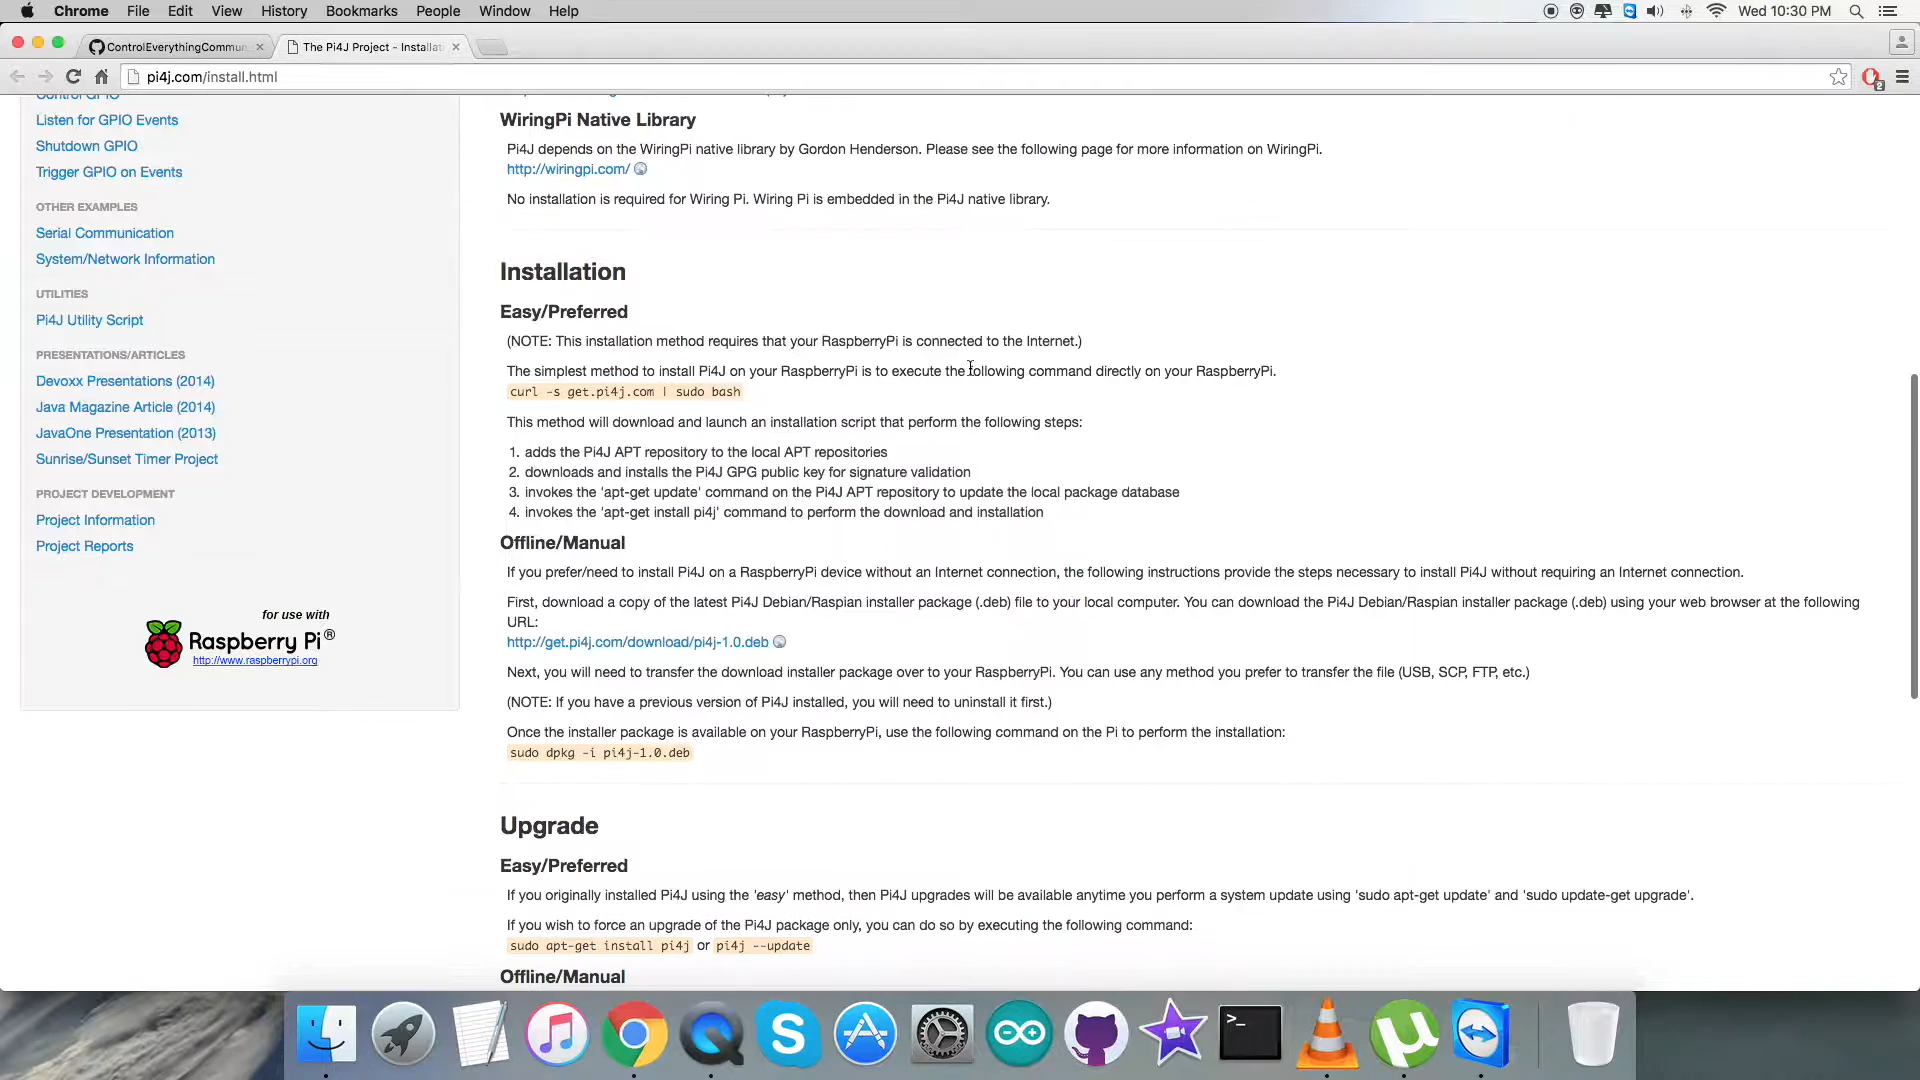 Chrome File Edit View History Bookmarks People Window Help Wed 10:30 PM
ControlEverythingCommun
The Pi4J Project - Installati
pi4j.com/install.html
Control GPIO
Listen for GPIO Events
Shutdown GPIO
Trigger GPIO on Events
OTHER EXAMPLES
Serial Communication
System/Network Information
UTILITIES
Pi4J Utility Script
PRESENTATIONS/ARTICLES
Devoxx Presentations (2014)
Java Magazine Article (2014)
JavaOne Presentation (2013)
Sunrise/Sunset Timer Project
PROJECT DEVELOPMENT
Project Information
Project Reports
for use with
Raspberry Pi®
http://www.raspberrypi.org
WiringPi Native Library
Pi4J depends on the WiringPi native library by Gordon Henderson. Please see the following page for more information on WiringPi.
http://wiringpi.com/
No installation is required for Wiring Pi. Wiring Pi is embedded in the Pi4J native library.
Installation
Easy/Preferred
(NOTE: This installation method requires that your RaspberryPi is connected to the Internet.)
The simplest method to install Pi4J on your RaspberryPi is to execute the following command directly on your RaspberryPi.
curl -s get.pi4j.com | sudo bash
This method will download and launch an installation script that perform the following steps:
1. adds the Pi4J APT repository to the local APT repositories
2. downloads and installs the Pi4J GPG public key for signature validation
3. invokes the 'apt-get update' command on the Pi4J APT repository to update the local package database
4. invokes the 'apt-get install pi4j' command to perform the download and installation
Offline/Manual
If you prefer/need to install Pi4J on a RaspberryPi device without an Internet connection, the following instructions provide the steps necessary to install Pi4J without requiring an Internet connection.
First, download a copy of the latest Pi4J Debian/Raspian installer package (.deb) file to your local computer. You can download the Pi4J Debian/Raspian installer package (.deb) using your web browser at the following
URL:
http://get.pi4j.com/download/pi4j-1.0.deb
Next, you will need to transfer the download installer package over to your RaspberryPi. You can use any method you prefer to transfer the file (USB, SCP, FTP, etc.)
(NOTE: If you have a previous version of Pi4J installed, you will need to uninstall it first.)
Once the installer package is available on your RaspberryPi, use the following command on the Pi to perform the installation:
sudo dpkg -i pi4j-1.0.deb
Upgrade
Easy/Preferred
If you originally installed Pi4J using the 'easy' method, then Pi4J upgrades will be available anytime you perform a system update using 'sudo apt-get update' and 'sudo update-get upgrade'.
If you wish to force an upgrade of the Pi4J package only, you can do so by executing the following command:
sudo apt-get install pi4j or pi4j --update
Offline/Manual